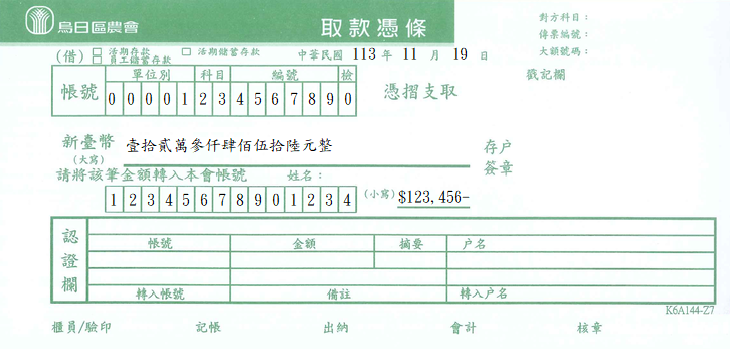 烏日區農會 取款憑條
對方科目：
傳票編號：
大額號碼：
(借) □活期存款 □活期儲蓄存款 中華民國 113 年 11 月 19 日
□員工儲蓄存款
戳記欄
單位別 科目 編號 檢
帳號 0 0 0 0 1 2 3 4 5 6 7 8 9 0 憑摺支取
新臺幣 壹拾貳萬參仟肆佰伍拾陸元整
(大寫)
存户
簽章
請將該筆金額轉入本會帳號 姓名：
1 2 3 4 5 6 7 8 9 0 1 2 3 4 (小寫) $123,456-
認證欄
帳號 金額 摘要 户名
轉入帳號 備註 轉入户名
K6A144-Z7
櫃員/驗印 記帳 出納 會計 核章